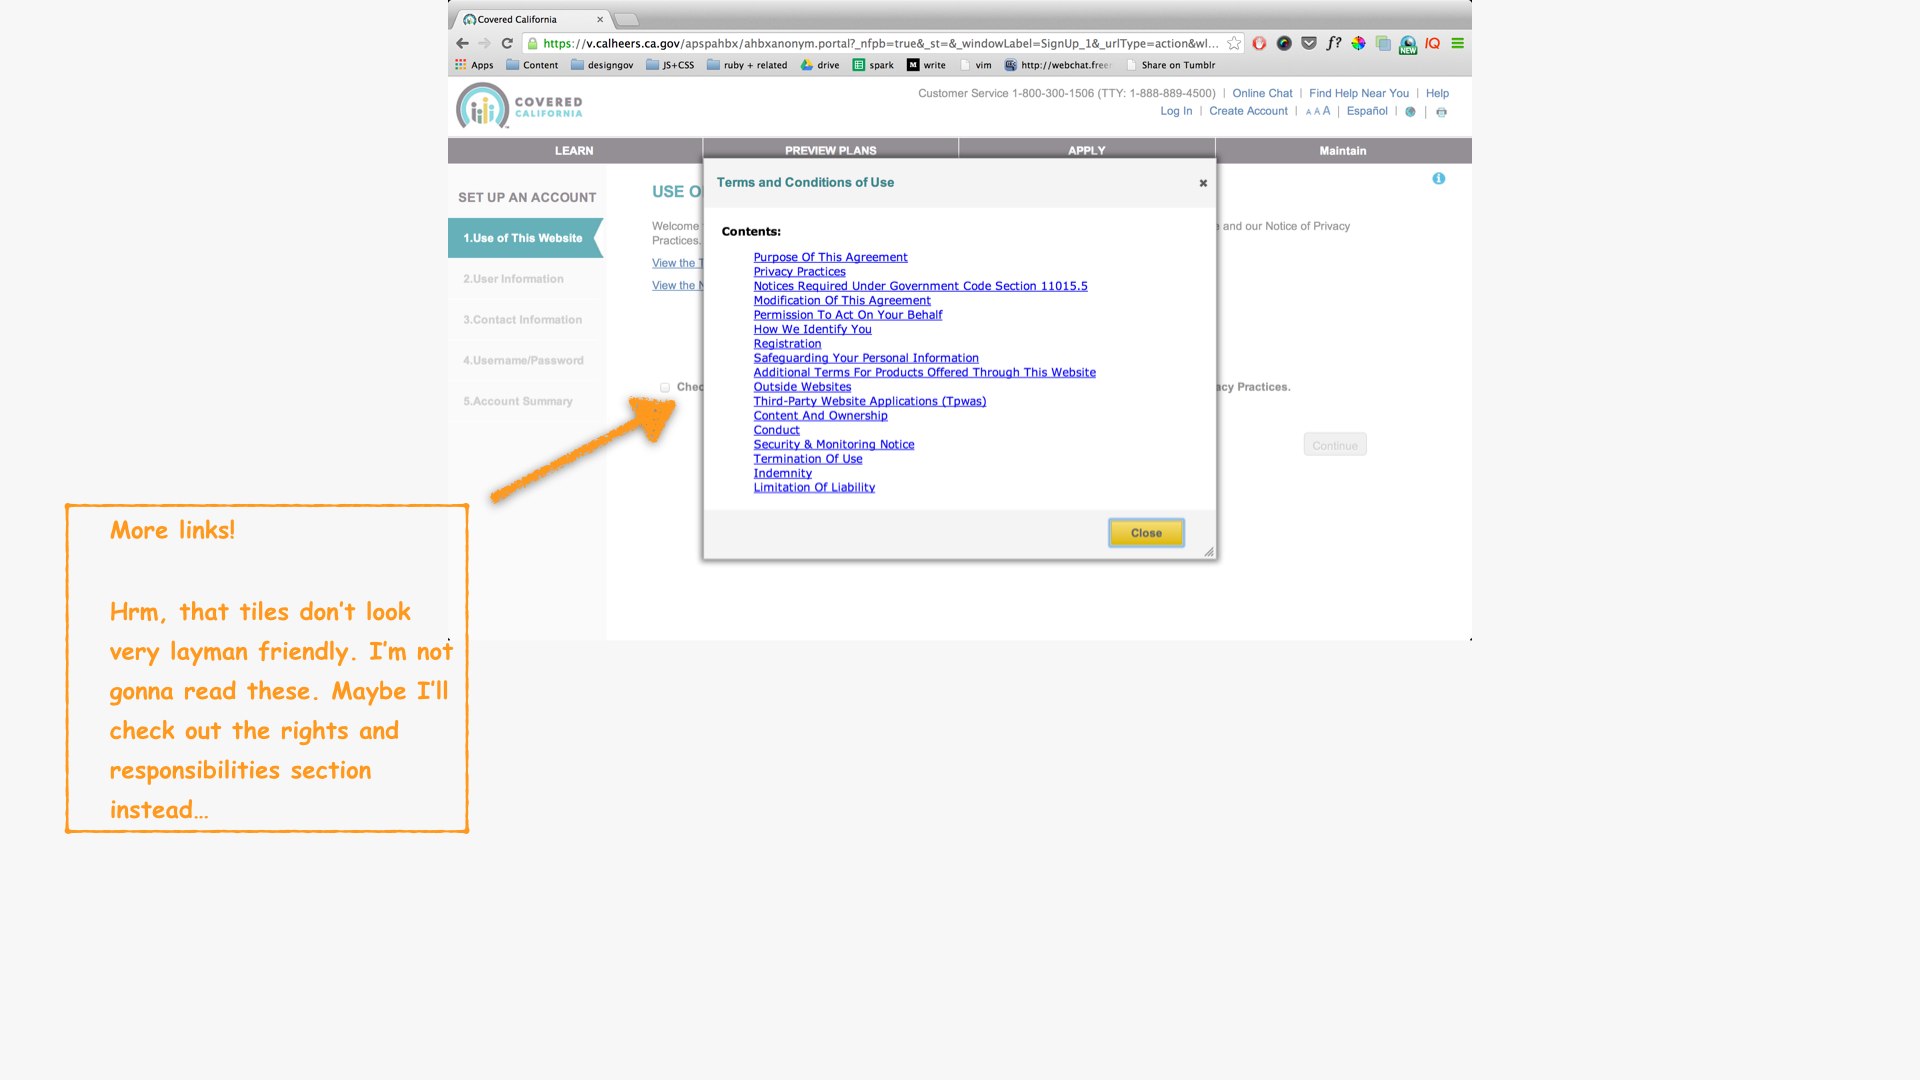 Covered California
https://v.calheers.ca.gov/apspahbx/ahbxanonym.portal?_nfpb=true&_st=&_windowLabel=SignUp_1&_urlType=action&wl...
f?
NEW
IQ
Apps
Content
designgov
JS+CSS
ruby + related
drive
spark
M write
vim
http://webchat.free
Share on Tumblr
COVERED
CALIFORNIA
Customer Service 1-800-300-1506 (TTY: 1-888-889-4500) | Online Chat | Find Help Near You | Help
Log In | Create Account | A A A | Español |
LEARN
PREVIEW PLANS
APPLY
Maintain
SET UP AN ACCOUNT
1.Use of This Website
2.User Information
3.Contact Information
4.Username/Password
5.Account Summary
USE O
Welcome
and our Notice of Privacy
Practices.
View the T
View the N
Chec
acy Practices.
Continue
Terms and Conditions of Use
Contents:
Purpose Of This Agreement
Privacy Practices
Notices Required Under Government Code Section 11015.5
Modification Of This Agreement
Permission To Act On Your Behalf
How We Identify You
Registration
Safeguarding Your Personal Information
Additional Terms For Products Offered Through This Website
Outside Websites
Third-Party Website Applications (Tpwas)
Content And Ownership
Conduct
Security & Monitoring Notice
Termination Of Use
Indemnity
Limitation Of Liability
Close
More links!
Hrm, that tiles don't look
very layman friendly. I'm not
gonna read these. Maybe I'll
check out the rights and
responsibilities section
instead...